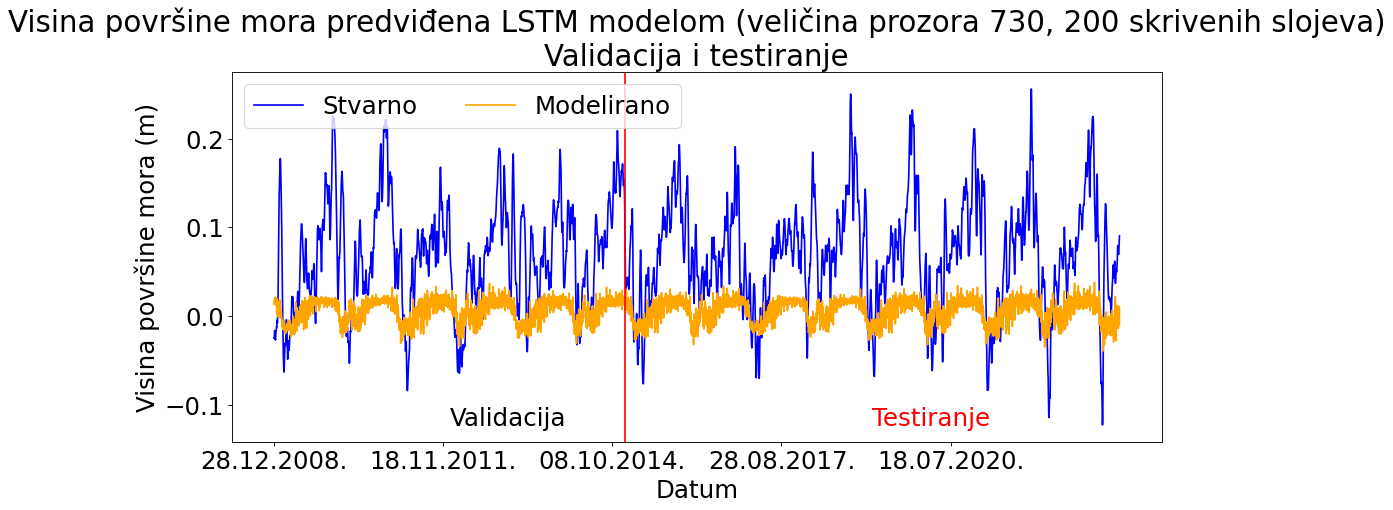 Visina površine mora predviđena LSTM modelom (veličina prozora 730, 200 skrivenih slojeva)
Validacija i testiranje
Stvarno Modelirano
Visina površine mora (m)
0.2
0.1
0.0
−0.1
Validacija Testiranje
28.12.2008. 18.11.2011. 08.10.2014. 28.08.2017. 18.07.2020.
Datum